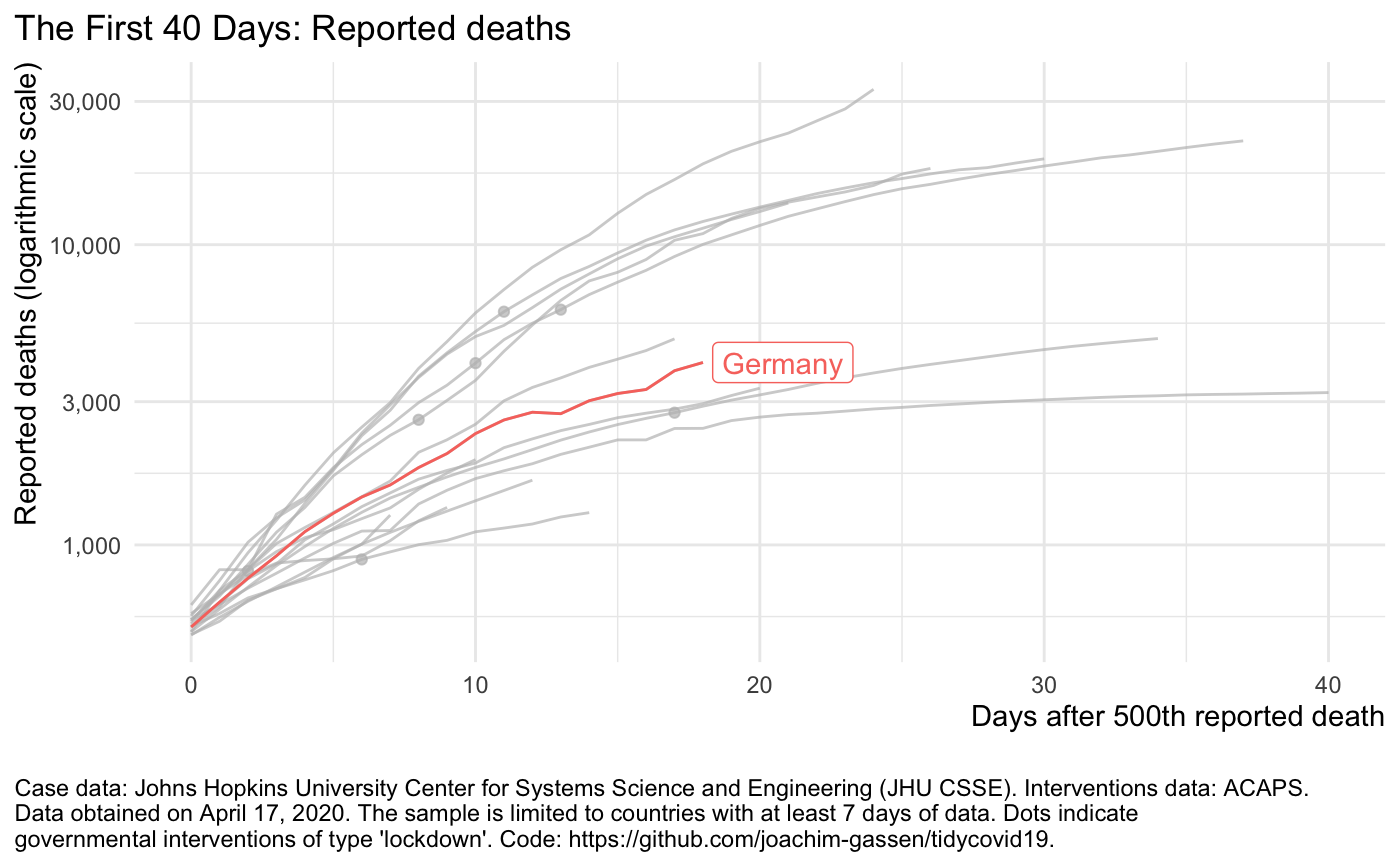 The First 40 Days: Reported deaths
Reported deaths (logarithmic scale)
30,000
10,000
3,000
1,000
Germany
0
10
20
30
40
Days after 500th reported death
Case data: Johns Hopkins University Center for Systems Science and Engineering (JHU CSSE). Interventions data: ACAPS.
Data obtained on April 17, 2020. The sample is limited to countries with at least 7 days of data. Dots indicate
governmental interventions of type 'lockdown'. Code: https://github.com/joachim-gassen/tidycovid19.